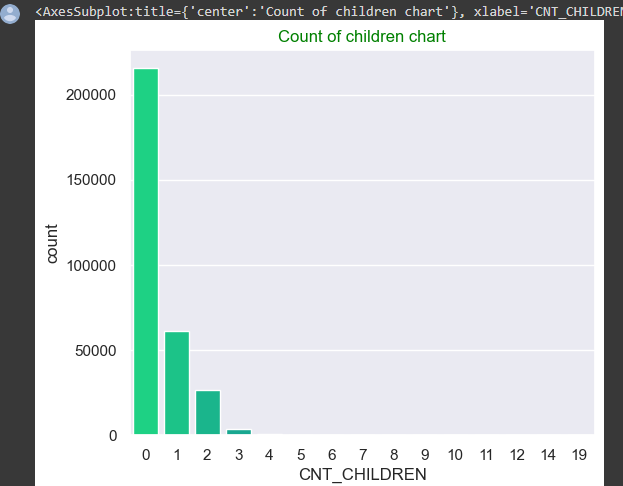 <AxesSubplot:title={'center':'Count of children chart'}, xlabel='CNT_CHILDREN
Count of children chart
200000
150000
100000
50000
0
count
0 1 2 3 4 5 6 7 8 9 10 11 12 14 19
CNT_CHILDREN